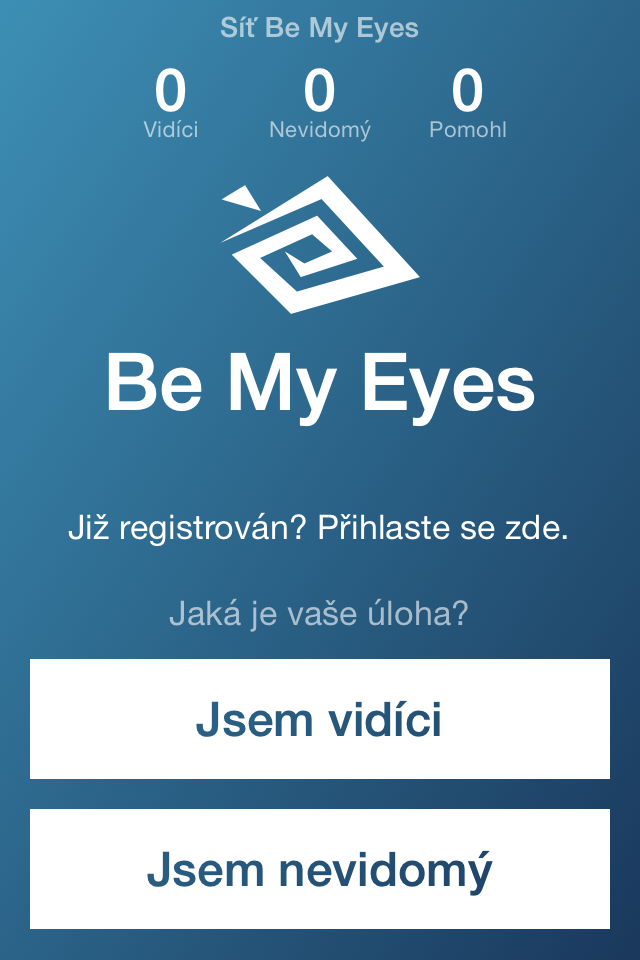 Síť Be My Eyes
0 0 0
Vidíci Nevidomý Pomohl
Be My Eyes
Již registrován? Přihlaste se zde.
Jaká je vaše úloha?
Jsem vidíci
Jsem nevidomý